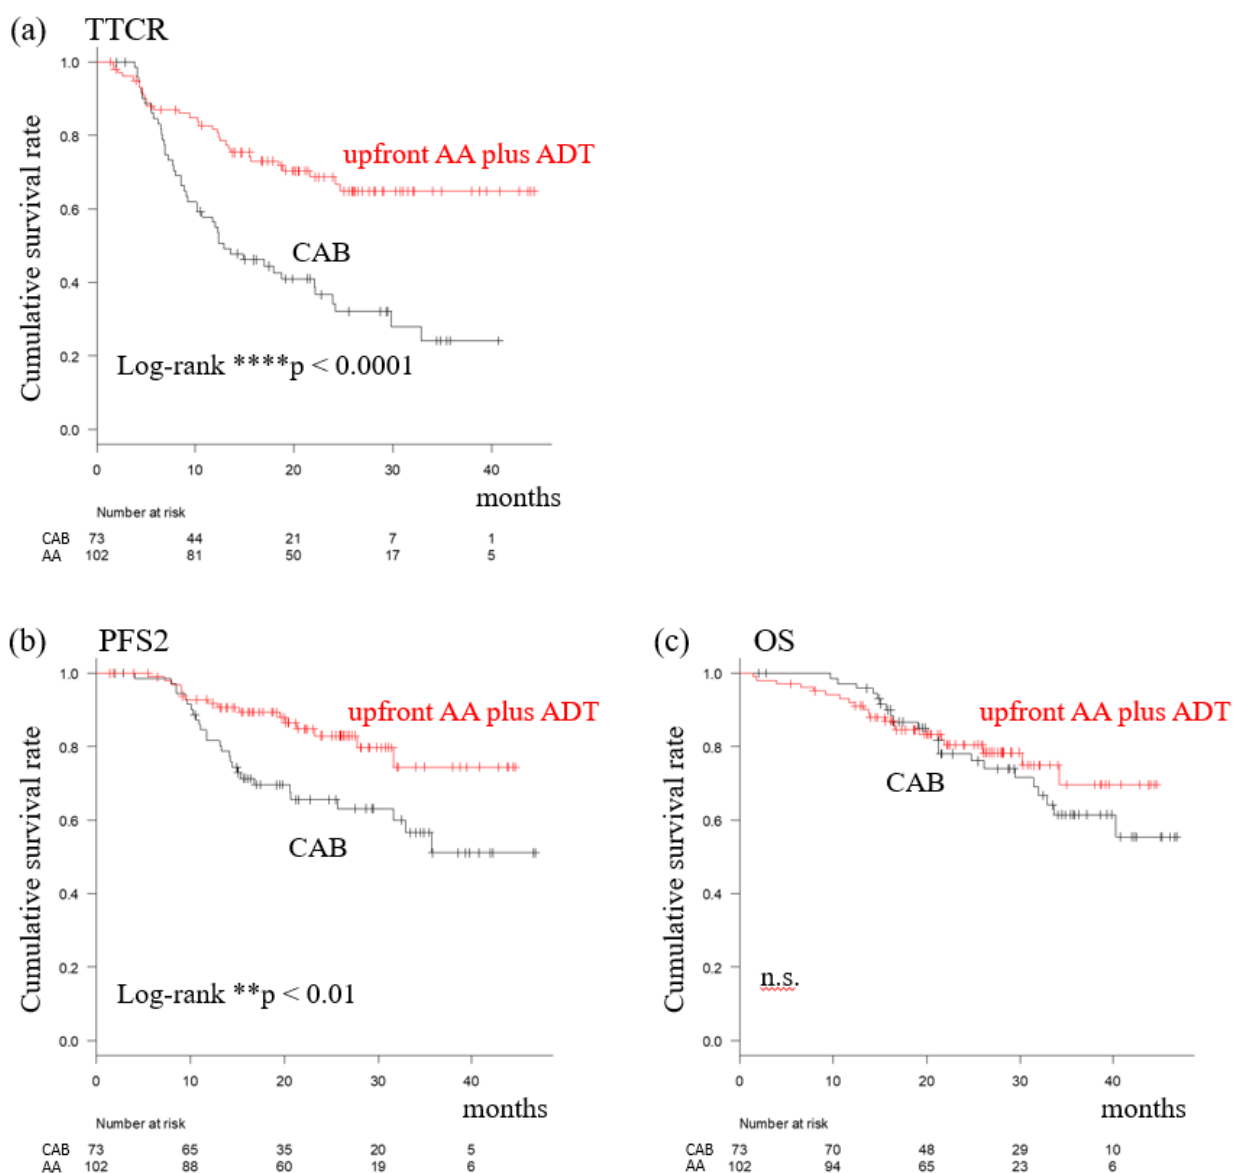 (a) TTCR
Cumulative survival rate
1.0
0.8
0.6
0.4
0.2
0.0
upfront AA plus ADT
CAB
Log-rank ****p < 0.0001
0 10 20 30 40
months
Number at risk
CAB 73 44 21 7 1
AA 102 81 50 17 5
(b) PFS2
Cumulative survival rate
1.0
0.8
0.6
0.4
0.2
0.0
upfront AA plus ADT
CAB
Log-rank **p < 0.01
0 10 20 30 40
months
Number at risk
CAB 73 65 35 20 5
AA 102 88 60 19 6
(c) OS
Cumulative survival rate
1.0
0.8
0.6
0.4
0.2
0.0
upfront AA plus ADT
CAB
n.s.
0 10 20 30 40
months
Number at risk
CAB 73 70 48 29 10
AA 102 94 65 23 6